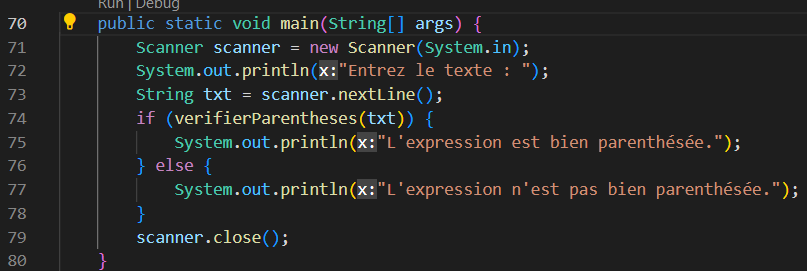 Run | Debug
70 public static void main(String[] args) {
71 Scanner scanner = new Scanner(System.in);
72 System.out.println(x:"Entrez le texte : ");
73 String txt = scanner.nextLine();
74 if (verifierParentheses(txt)) {
75 System.out.println(x:"L'expression est bien parenthésée.");
76 } else {
77 System.out.println(x:"L'expression n'est pas bien parenthésée.");
78 }
79 scanner.close();
80 }